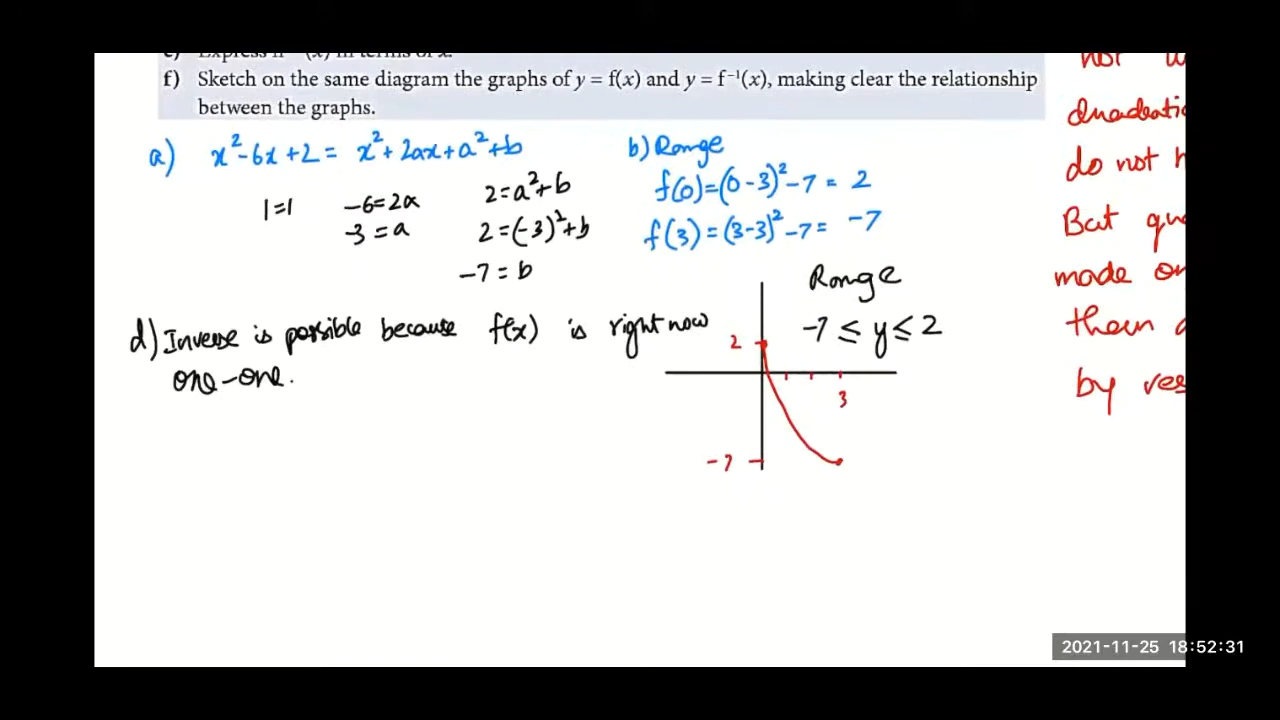 f) Sketch on the same diagram the graphs of y = f(x) and y = f⁻¹(x), making clear the relationship
between the graphs.
a) x²-6x+2 = x²+2ax+a²+b
1=1
-6=2a
-3=a
2=a²+b
2=(-3)²+b
-7=b
b) Range
f(0)=(0-3)²-7= 2
f(3)=(3-3)²-7= -7
Range
-7 ≤ y ≤ 2
d) Inverse is possible because f(x) is right now
one-one.
2
3
-7
not
do not
But
made
them
by
2021-11-25 18:52:31